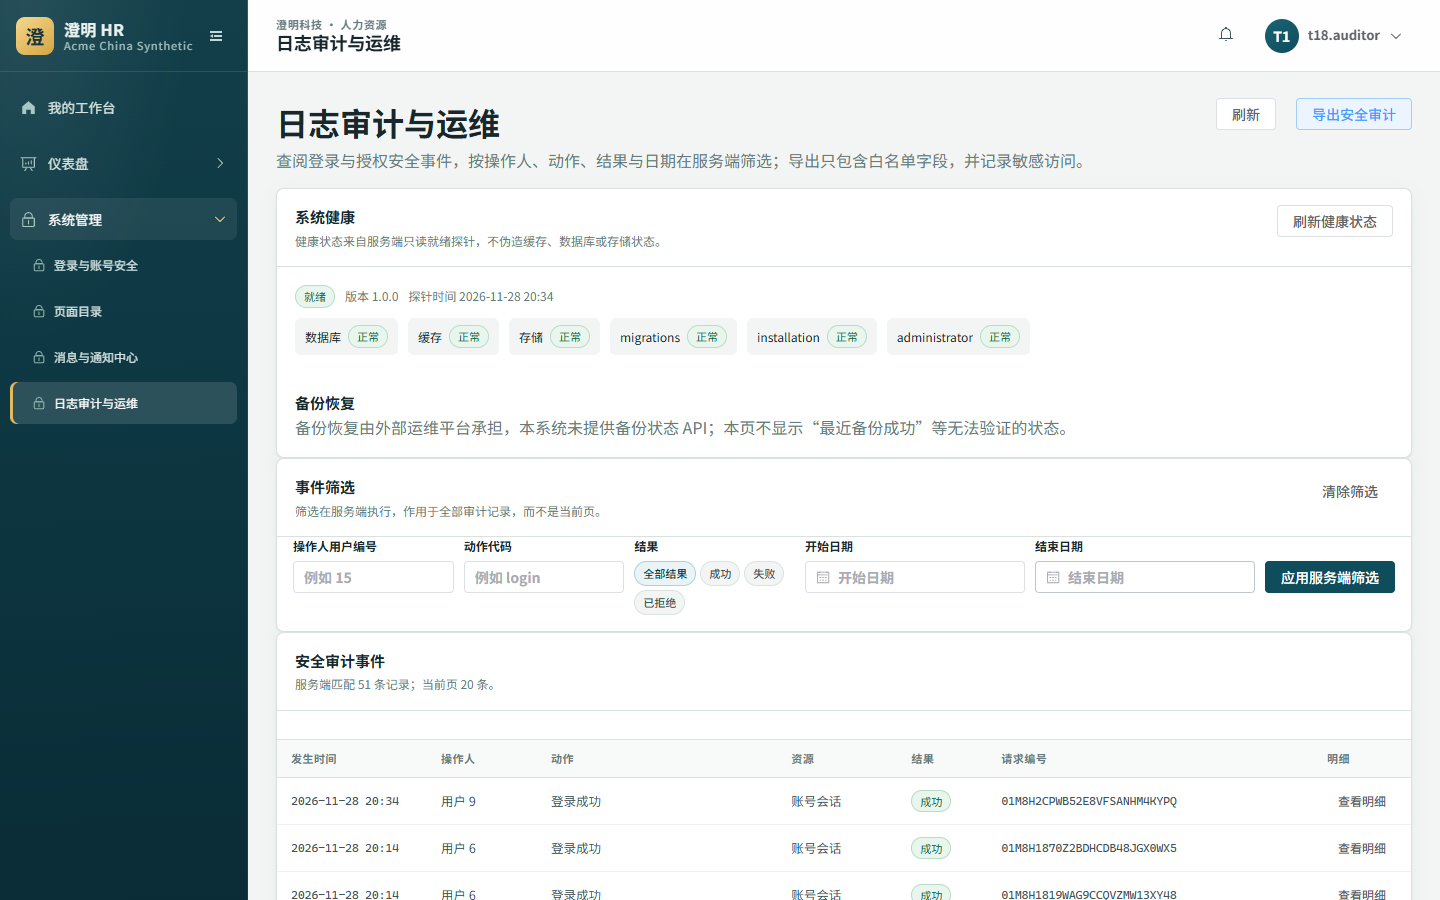 澄
澄明 HR
Acme China Synthetic
我的工作台
仪表盘
系统管理
登录与账号安全
页面目录
消息与通知中心
日志审计与运维
澄明科技 · 人力资源
日志审计与运维
T1
t18.auditor
日志审计与运维
刷新
导出安全审计
查阅登录与授权安全事件，按操作人、动作、结果与日期在服务端筛选；导出只包含白名单字段，并记录敏感访问。
系统健康
健康状态来自服务端只读就绪探针，不伪造缓存、数据库或存储状态。
刷新健康状态
就绪 版本 1.0.0 探针时间 2026-11-28 20:34
数据库 正常 缓存 正常 存储 正常 migrations 正常 installation 正常 administrator 正常
备份恢复
备份恢复由外部运维平台承担，本系统未提供备份状态 API；本页不显示“最近备份成功”等无法验证的状态。
事件筛选
筛选在服务端执行，作用于全部审计记录，而不是当前页。
清除筛选
操作人用户编号 动作代码 结果 开始日期 结束日期
例如 15 例如 login 全部结果 成功 失败 开始日期 结束日期 应用服务端筛选
已拒绝
安全审计事件
服务端匹配 51 条记录；当前页 20 条。
发生时间 操作人 动作 资源 结果 请求编号 明细
2026-11-28 20:34 用户 9 登录成功 账号会话 成功 01M8H2CPWB52E8VFSANHM4KYPQ 查看明细
2026-11-28 20:14 用户 6 登录成功 账号会话 成功 01M8H1870Z2BDHCDB48JGX0WX5 查看明细
2026-11-28 20:14 用户 6 登录成功 账号会话 成功 01M8H1819WAG9CCQVZMW13XY48 查看明细